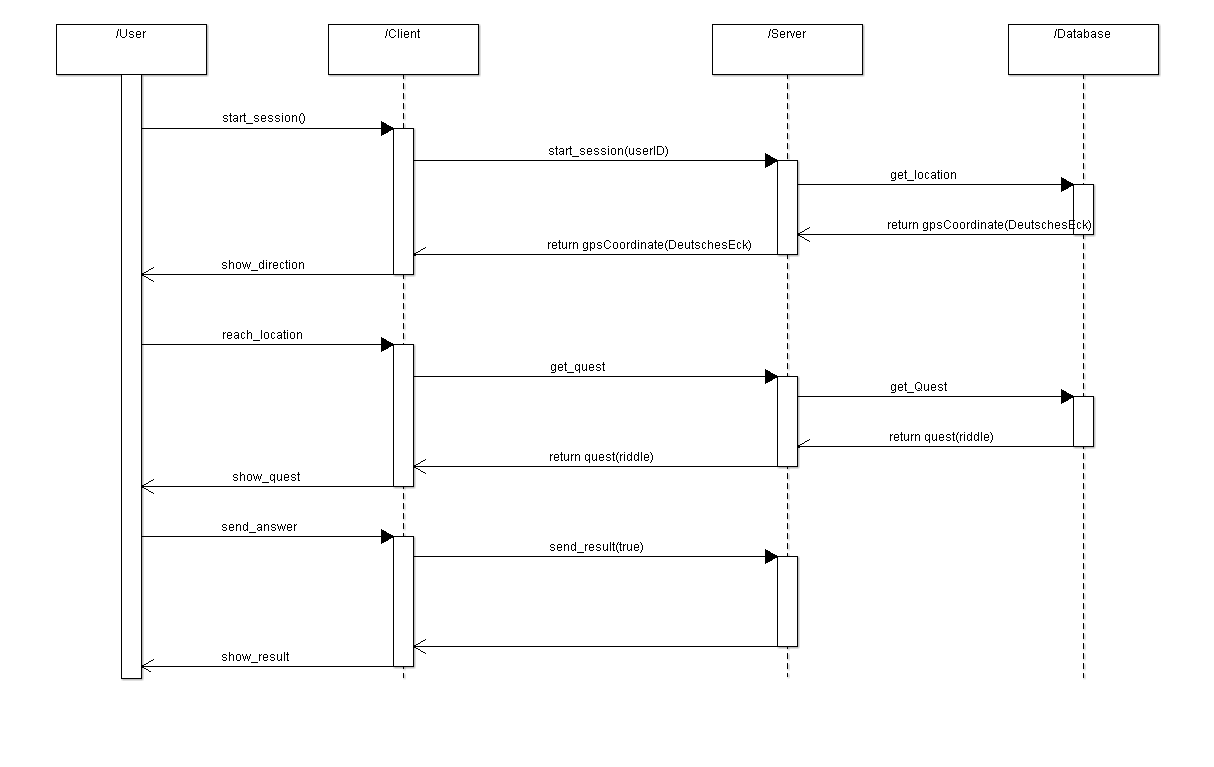 /User
/Client
/Server
/Database
start_session()
start_session(userID)
get_location
return gpsCoordinate(DeutschesEck)
return gpsCoordinate(DeutschesEck)
show_direction
reach_location
get_quest
get_Quest
return quest(riddle)
return quest(riddle)
show_quest
send_answer
send_result(true)
show_result